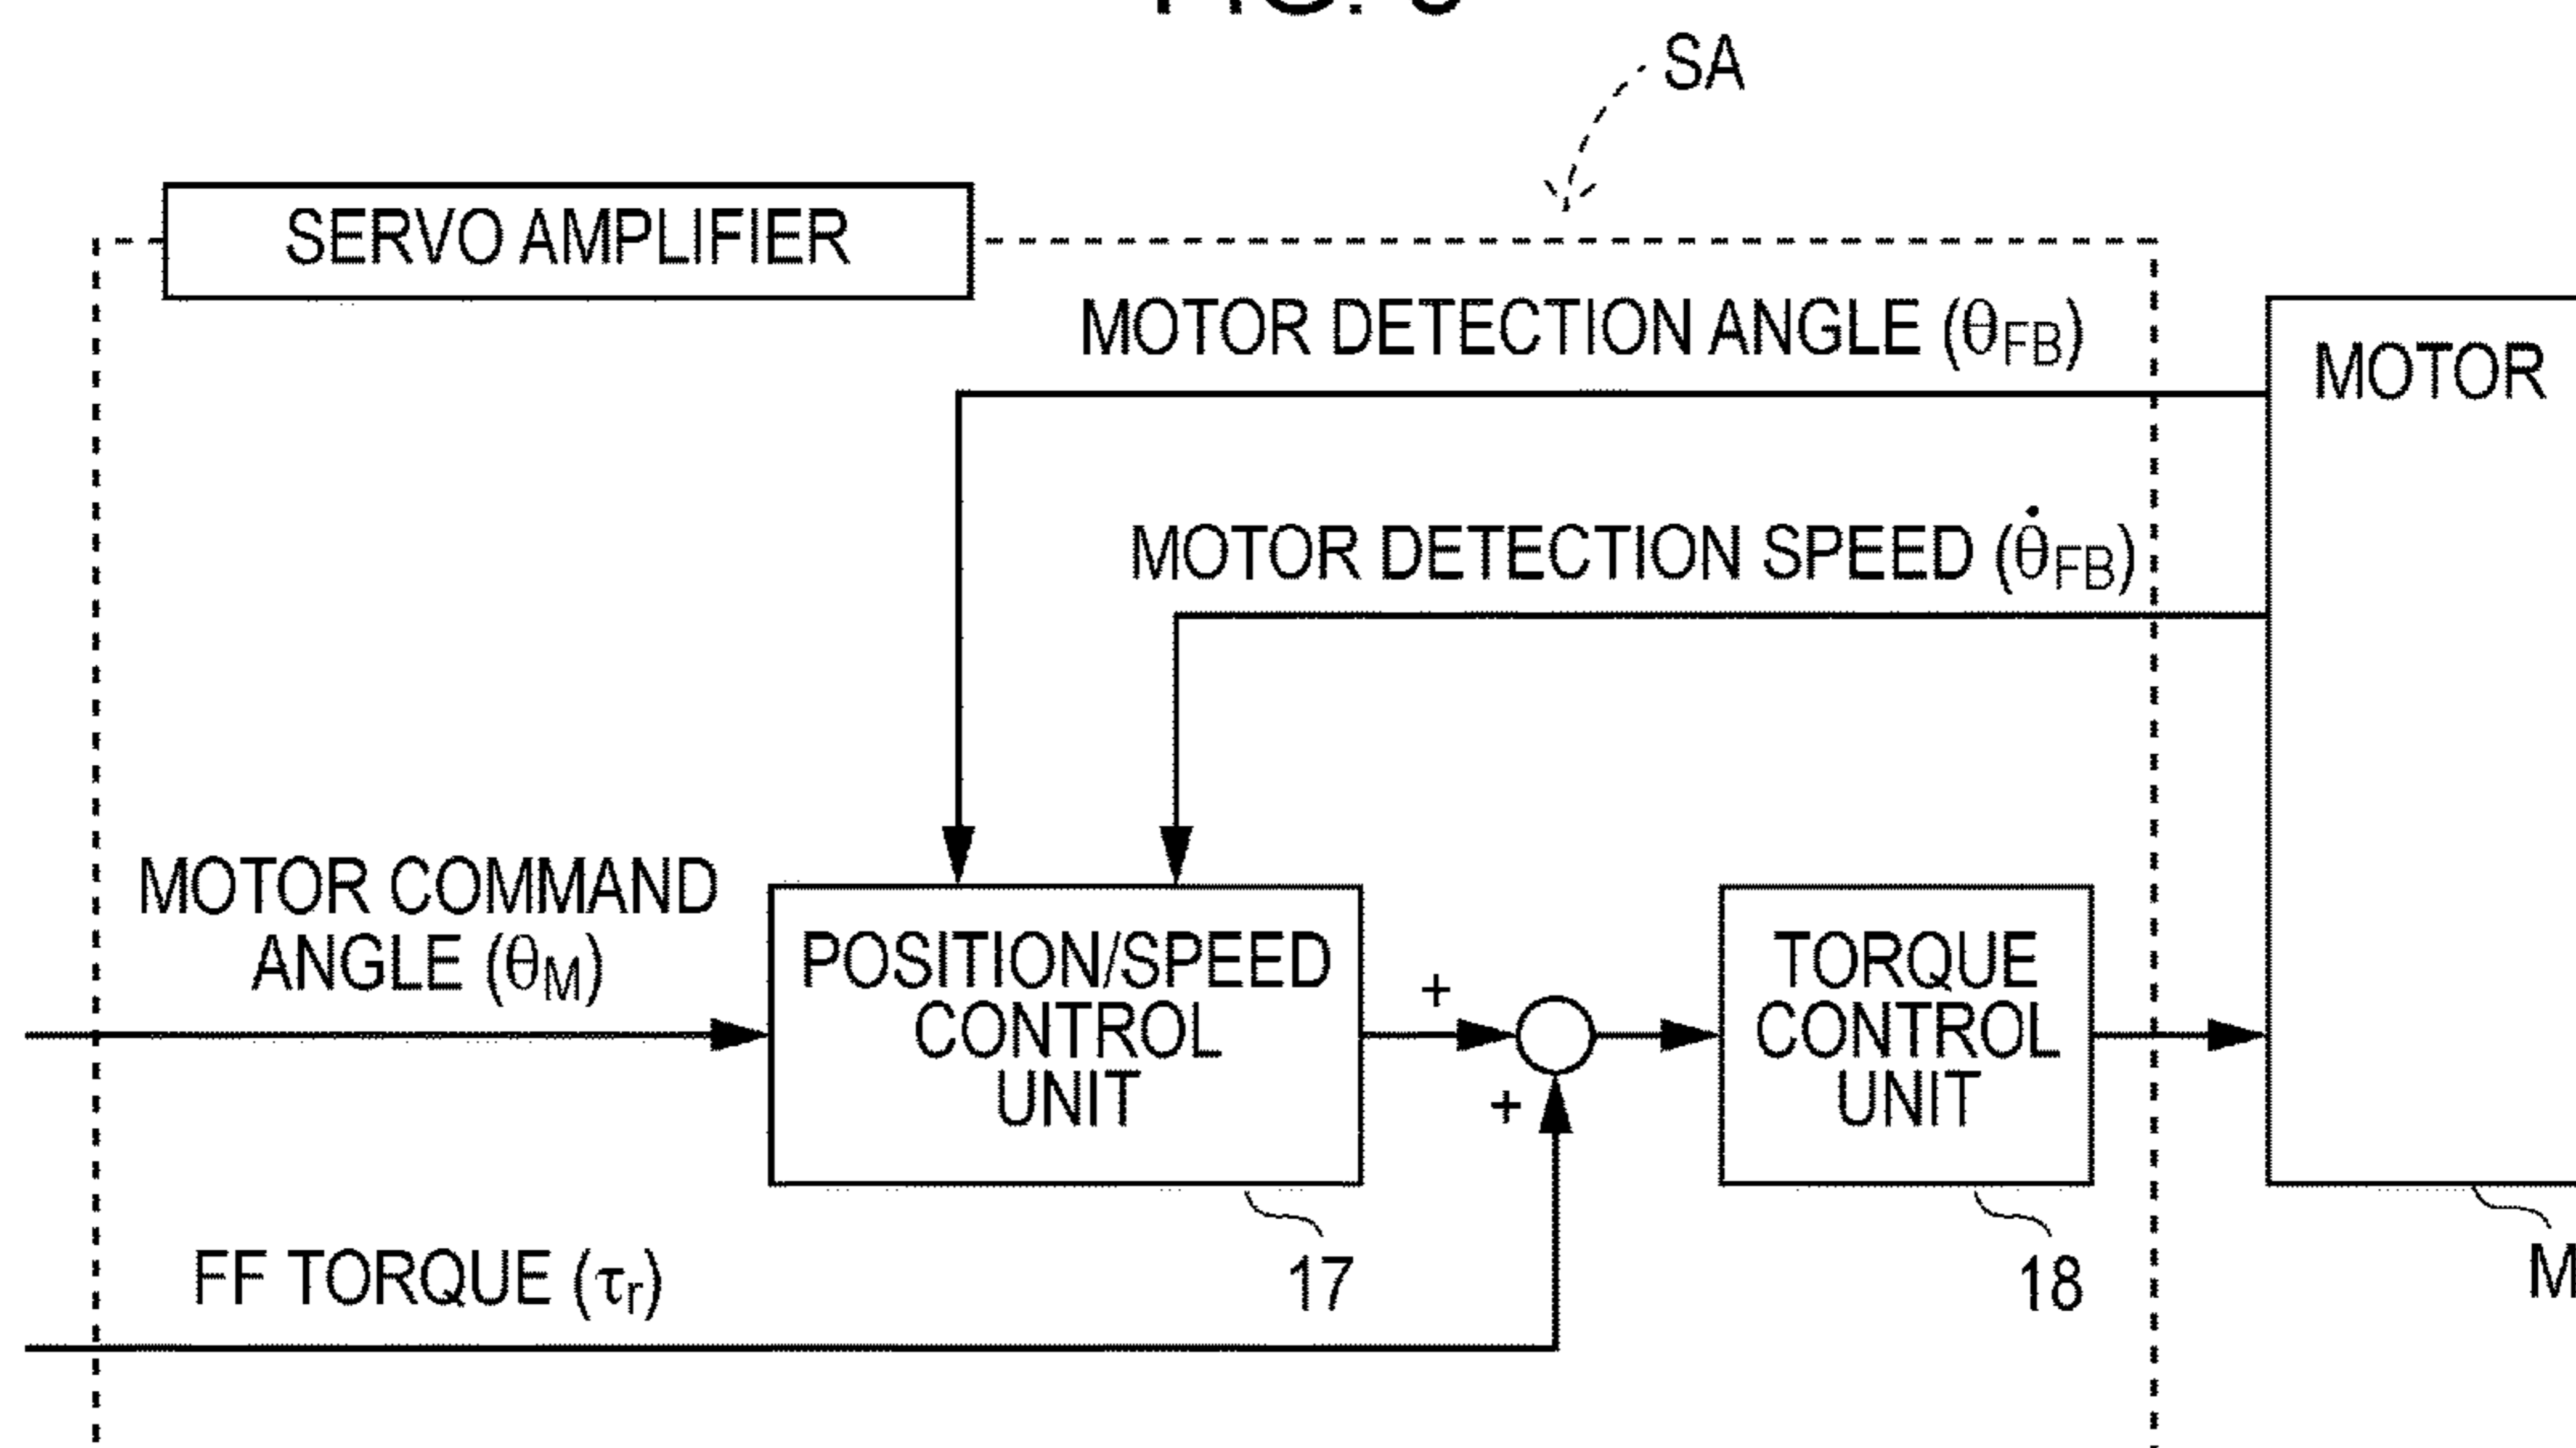 SA
SERVO AMPLIFIER
MOTOR DETECTION ANGLE (θFB)
MOTOR
MOTOR DETECTION SPEED (θ̇FB)
MOTOR COMMAND
ANGLE (θM)
POSITION/SPEED
CONTROL
UNIT
+
+
TORQUE
CONTROL
UNIT
17
18
M
FF TORQUE (τr)